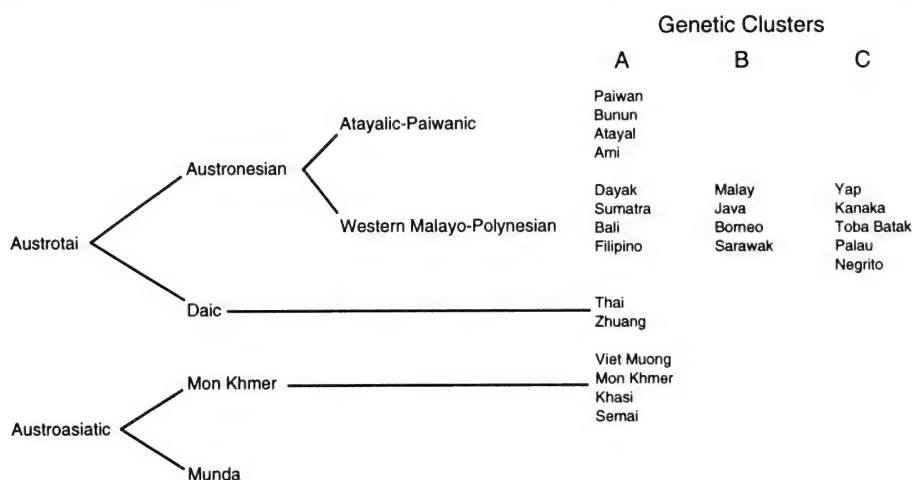 Genetic Clusters
A B C
Paiwan
Bunun
Atayalic-Paiwanic Atayal
Ami
Austronesian
Dayak Malay Yap
Sumatra Java Kanaka
Western Malayo-Polynesian Bali Borneo Toba Batak
Austrotai Filipino Sarawak Palau
Negrito
Daic Thai
Zhuang
Viet Muong
Mon Khmer Mon Khmer
Khasi
Semai
Austroasiatic
Munda